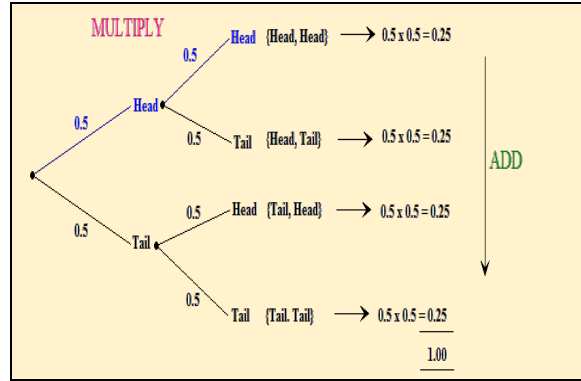 MULTIPLY
0.5
Head {Head, Head} 0.5 x 0.5 = 0.25
0.5
Head
0.5
Tail {Head, Tail} 0.5 x 0.5 = 0.25
ADD
0.5
Tail
0.5
Head {Tail, Head} 0.5 x 0.5 = 0.25
0.5
Tail {Tail. Tail} 0.5 x 0.5 = 0.25
1.00